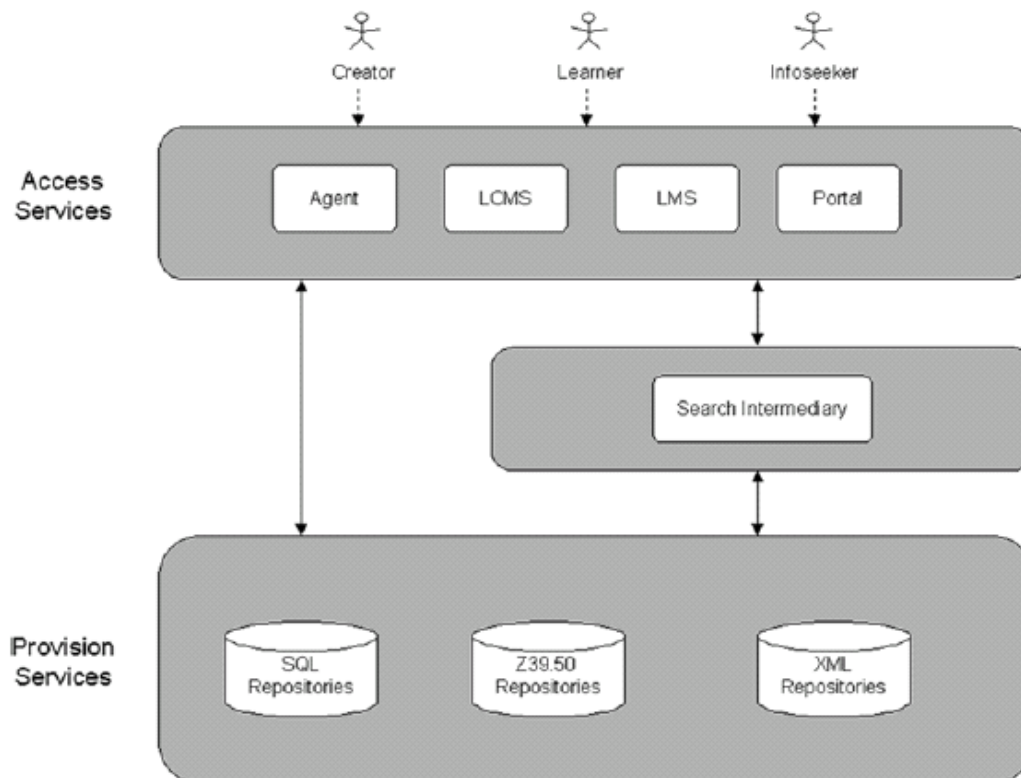 Creator
Learner
Infoseeker
Access
Services
Agent
LCMS
LMS
Portal
Search Intermediary
Provision
Services
SQL
Repositories
Z39.50
Repositories
XML
Repositories